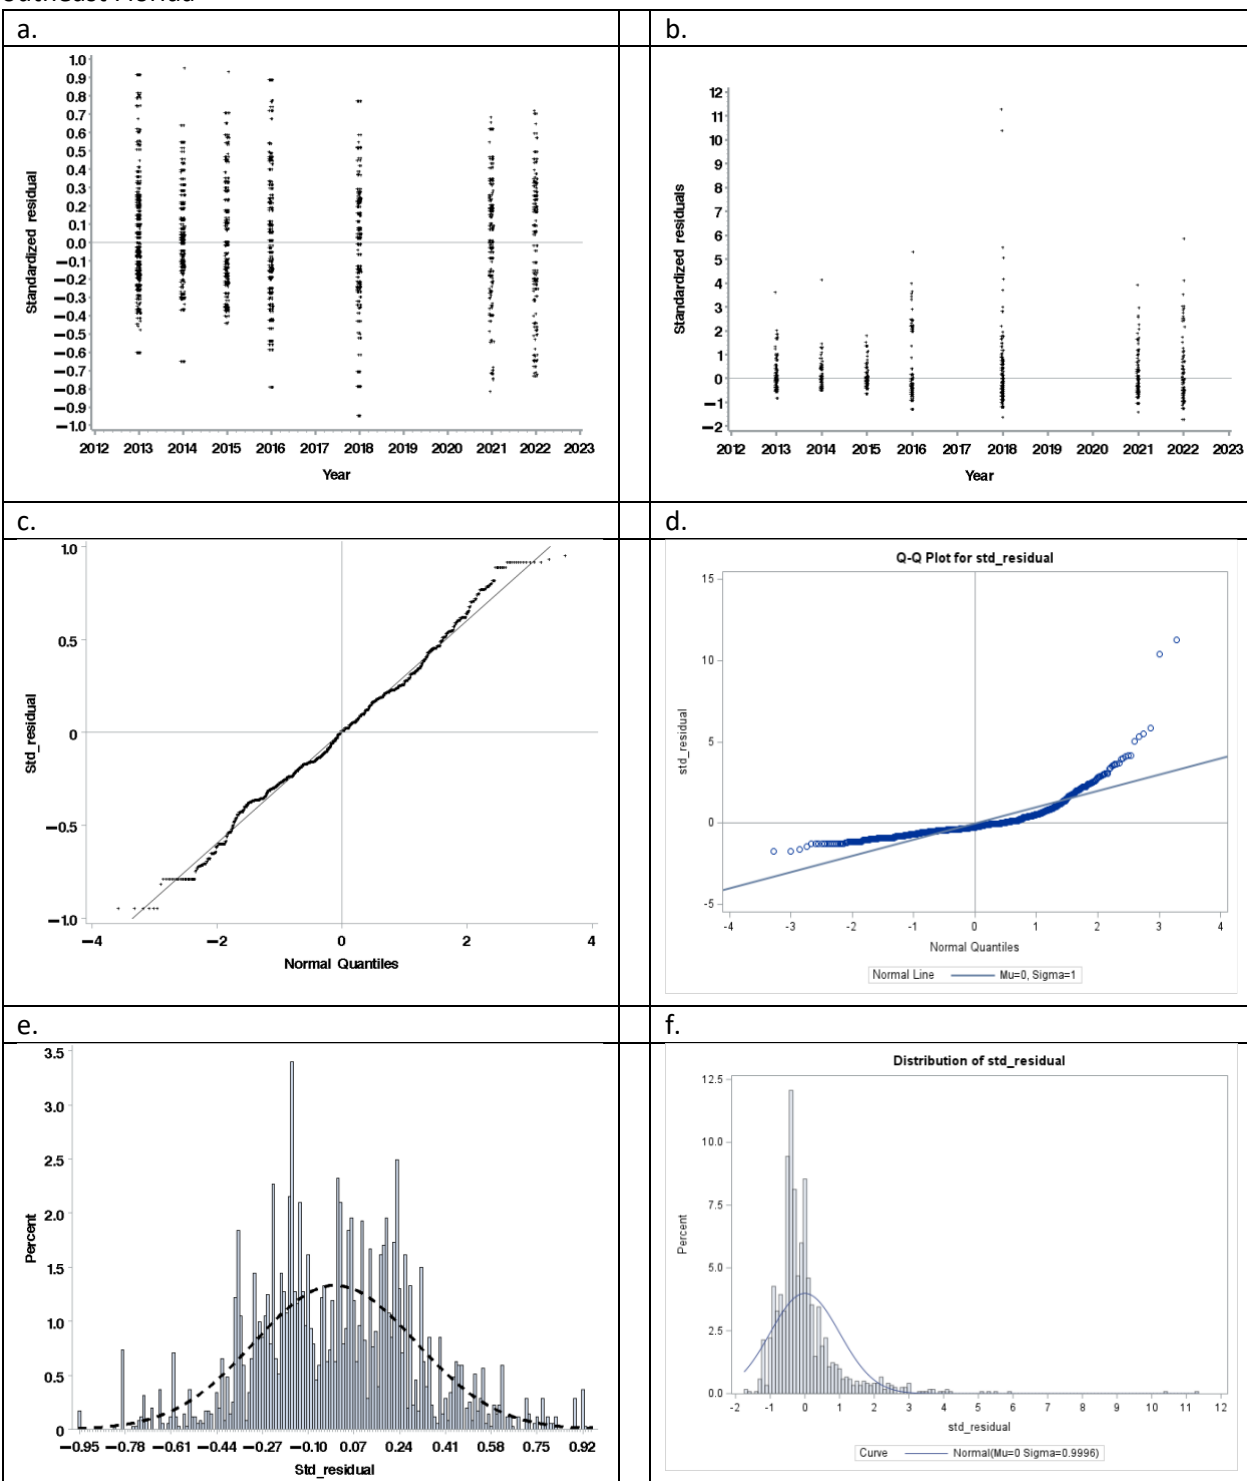 a.
b.
1.0
0.9
0.8
0.7
0.6
0.5
0.4
0.3
0.2
0.1
0.0
−0.1
−0.2
−0.3
−0.4
−0.5
−0.6
−0.7
−0.8
−0.9
−1.0
Standardized residual
2012 2013 2014 2015 2016 2017 2018 2019 2020 2021 2022 2023
Year
12
11
10
9
8
7
6
5
4
3
2
1
0
−1
−2
Standardized residuals
2012 2013 2014 2015 2016 2017 2018 2019 2020 2021 2022 2023
Year
c.
d.
1.0
0.5
0
−0.5
−1.0
Std_residual
−4 −2 0 2 4
Normal Quantiles
Q-Q Plot for std_residual
15
10
5
0
-5
std_residual
-4 -3 -2 -1 0 1 2 3 4
Normal Quantiles
Normal Line Mu=0, Sigma=1
e.
f.
3.5
3.0
2.5
2.0
1.5
1.0
0.5
0
Percent
−0.95 −0.78 −0.61 −0.44 −0.27 −0.10 0.07 0.24 0.41 0.58 0.75 0.92
Std_residual
Distribution of std_residual
12.5
10.0
7.5
5.0
2.5
0.0
Percent
-2 -1 0 1 2 3 4 5 6 7 8 9 10 11 12
std_residual
Curve Normal(Mu=0 Sigma=0.9996)